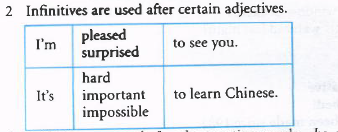 2 Infinitives are used after certain adjectives.
I'm pleased surprised to see you.
It's hard important impossible to learn Chinese.